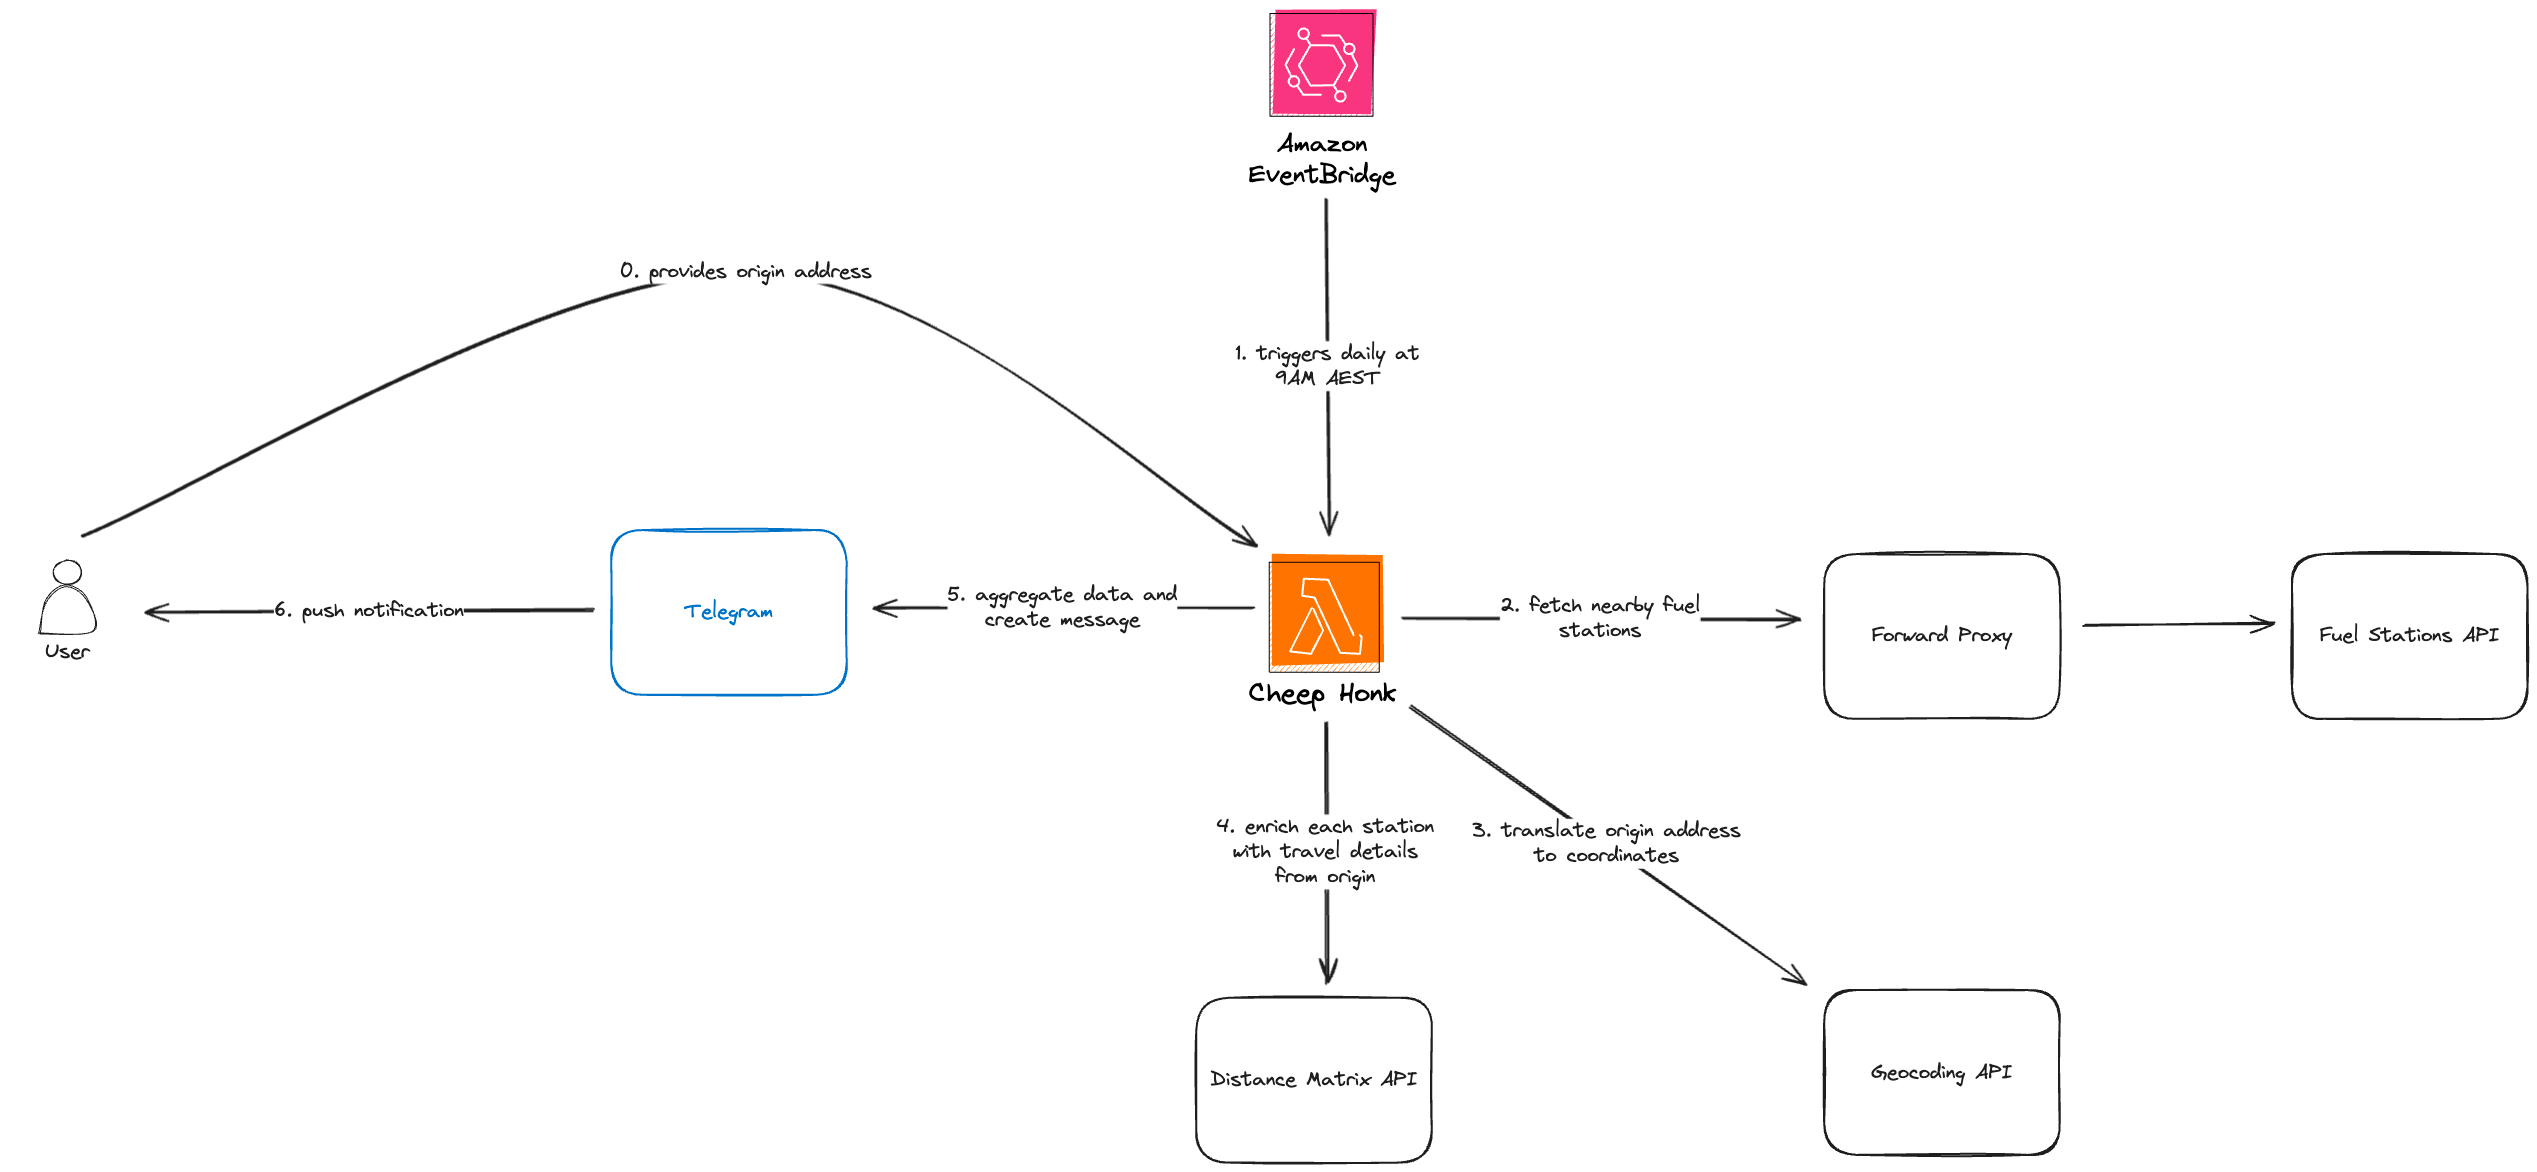 Amazon
EventBridge
0. provides origin address
1. triggers daily at
9AM AEST
5. aggregate data and
create message
2. fetch nearby fuel
stations
6. push notification
Telegram
Forward Proxy
Fuel Stations API
User
Cheep Honk
4. enrich each station
with travel details
from origin
3. translate origin address
to coordinates
Distance Matrix API
Geocoding API